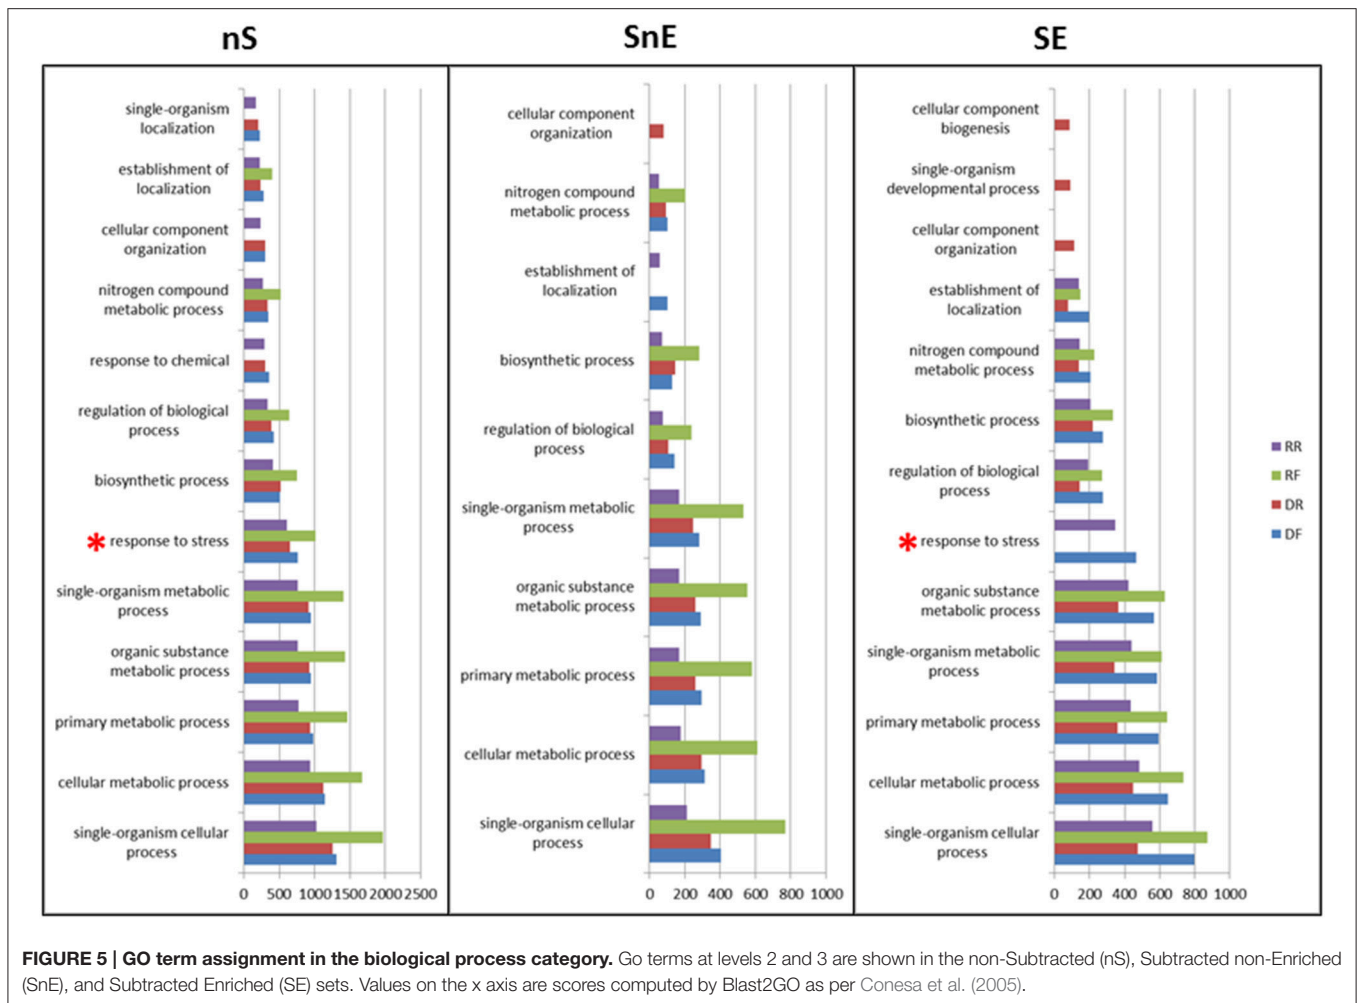 nS
SnE
SE
single-organism
localization
establishment of
localization
cellular component
organization
nitrogen compound
metabolic process
response to chemical
regulation of biological
process
biosynthetic process
* response to stress
single-organism metabolic
process
organic substance
metabolic process
primary metabolic process
cellular metabolic process
single-organism cellular
process
0 500 1000 1500 2000 2500
cellular component
organization
nitrogen compound
metabolic process
establishment of
localization
biosynthetic process
regulation of biological
process
single-organism metabolic
process
organic substance
metabolic process
primary metabolic process
cellular metabolic process
single-organism cellular
process
0 200 400 600 800 1000
cellular component
biogenesis
single-organism
developmental process
cellular component
organization
establishment of
localization
nitrogen compound
metabolic process
biosynthetic process
regulation of biological
process
* response to stress
organic substance
metabolic process
single-organism metabolic
process
primary metabolic process
cellular metabolic process
single-organism cellular
process
0 200 400 600 800 1000
RR
RF
DR
DF
FIGURE 5 | GO term assignment in the biological process category. Go terms at levels 2 and 3 are shown in the non-Subtracted (nS), Subtracted non-Enriched
(SnE), and Subtracted Enriched (SE) sets. Values on the x axis are scores computed by Blast2GO as per Conesa et al. (2005).